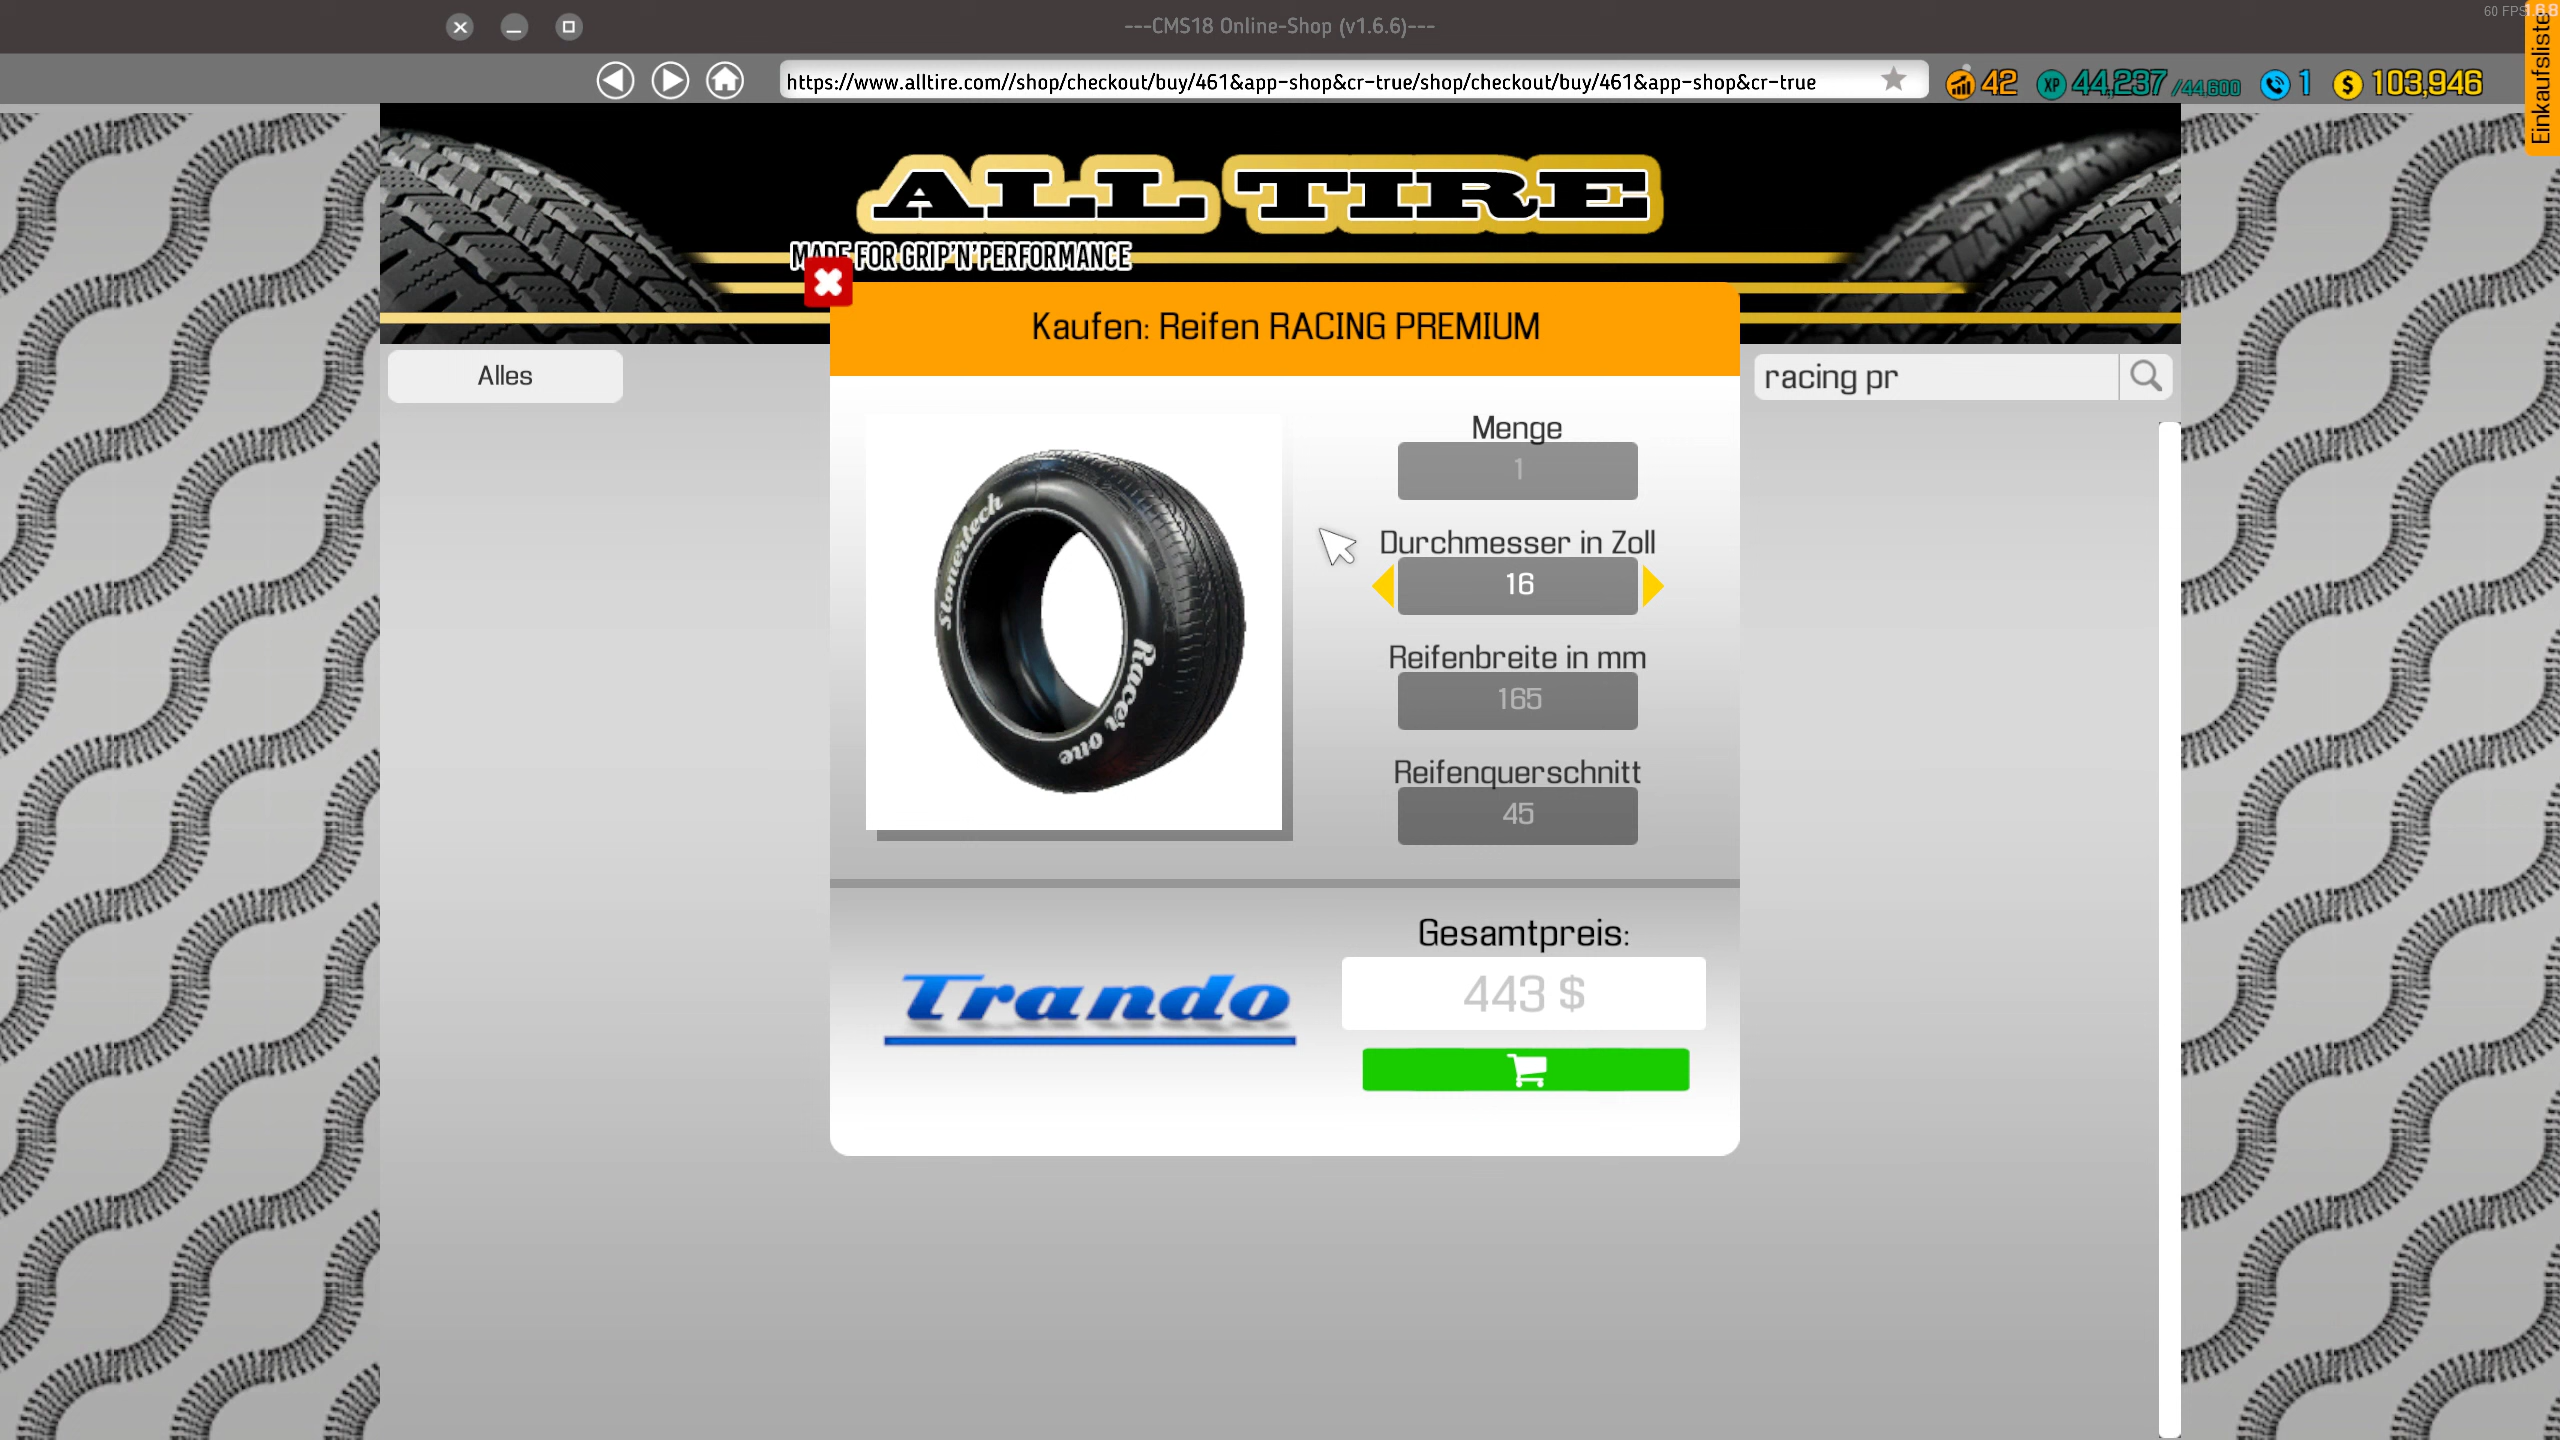 ---CMS18 Online-Shop (v1.6.6)---
60 FPS
Einkaufsliste
https://www.alltire.com//shop/checkout/buy/461&app-shop&cr-true/shop/checkout/buy/461&app-shop&cr-true
42
XP 44,237 /44,600
1
$ 103,946
ALL TIRE
MADE FOR GRIP'N'PERFORMANCE
Kaufen: Reifen RACING PREMIUM
Alles
racing pr
Menge
1
Durchmesser in Zoll
16
Reifenbreite in mm
165
Reifenquerschnitt
45
Racer one
Gesamtpreis:
443 $
Trando